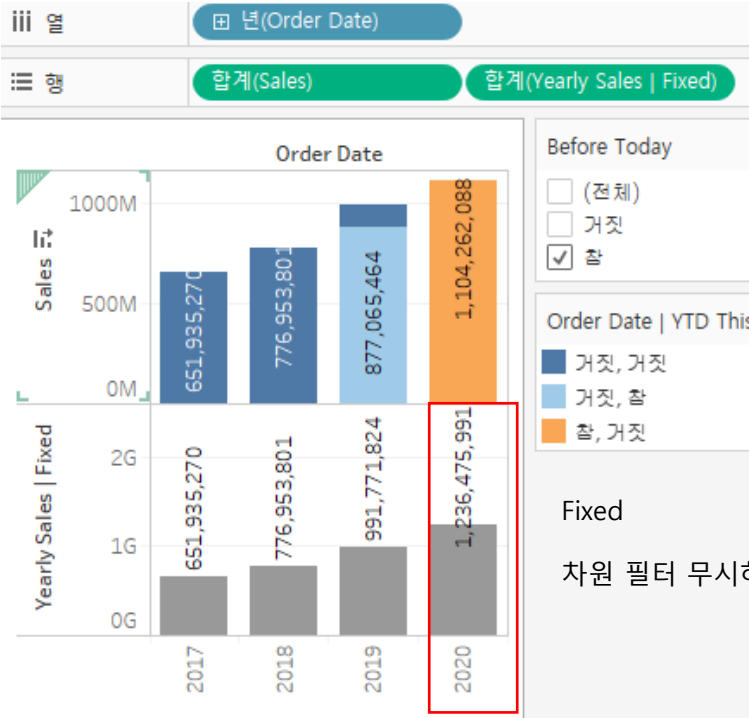 열
년(Order Date)
행
합계(Sales)
합계(Yearly Sales | Fixed)
Order Date
Sales
1000M
500M
0M
651,935,270
776,953,801
877,065,464
1,104,262,088
Yearly Sales | Fixed
2G
1G
0G
651,935,270
776,953,801
991,771,824
1,236,475,991
2017
2018
2019
2020
Before Today
(전체)
거짓
참
Order Date | YTD This
거짓, 거짓
거짓, 참
참, 거짓
Fixed
차원 필터